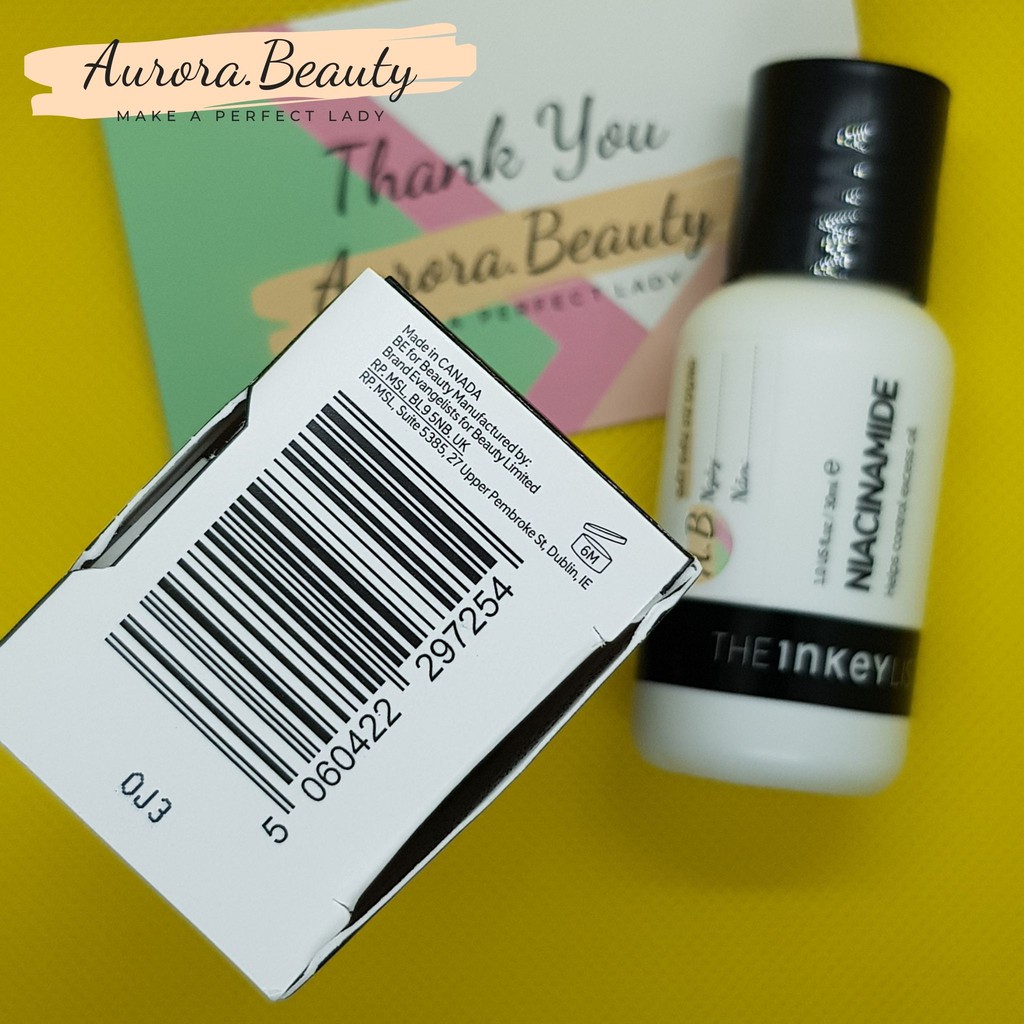 Aurora.Beauty
MAKE A PERFECT LADY
Thank You
Aurora.Beauty
A PERFECT LADY
Made in CANADA
BE for Beauty Manufactured by:
Brand Evangelists for Beauty Limited
RP. MSL, BL9 5NB, UK
RP. MSL, Suite 5385, 27 Upper Pembroke St, Dublin, IE
6M
5 060422 297254
0J3
A.B
Ngày
Năm
1.0 US fl.oz / 30ml e
NIACINAMIDE
Helps control excess oil
THE INKEY LIS